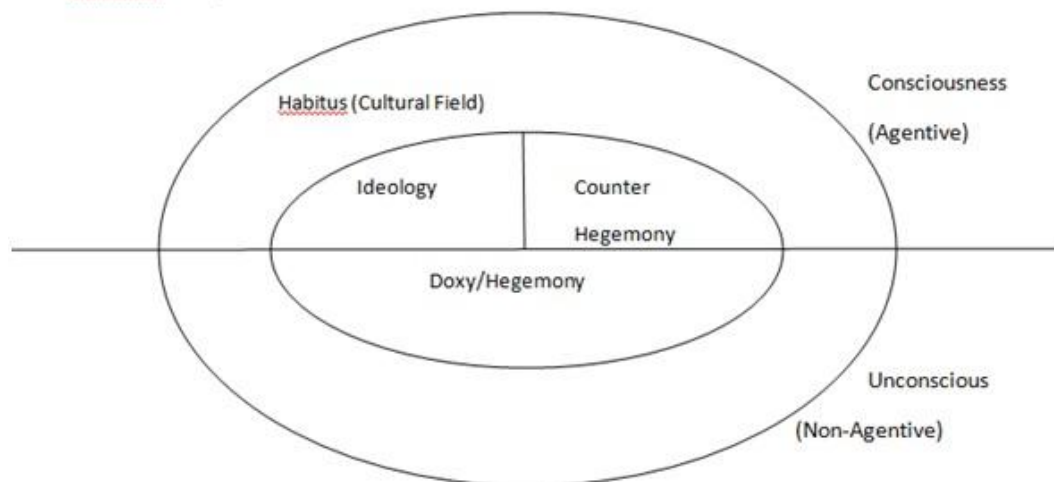 Consciousness
Habitus (Cultural Field)
(Agentive)
Ideology
Counter
Hegemony
Doxy/Hegemony
Unconscious
(Non-Agentive)